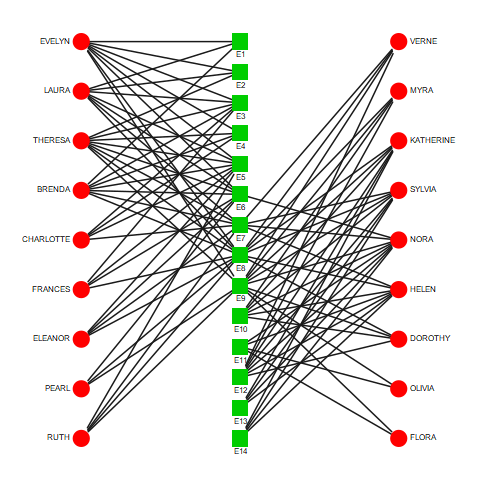 EVELYN
LAURA
THERESA
BRENDA
CHARLOTTE
FRANCES
ELEANOR
PEARL
RUTH
E1
E2
E3
E4
E5
E6
E7
E8
E9
E10
E11
E12
E13
E14
VERNE
MYRA
KATHERINE
SYLVIA
NORA
HELEN
DOROTHY
OLIVIA
FLORA